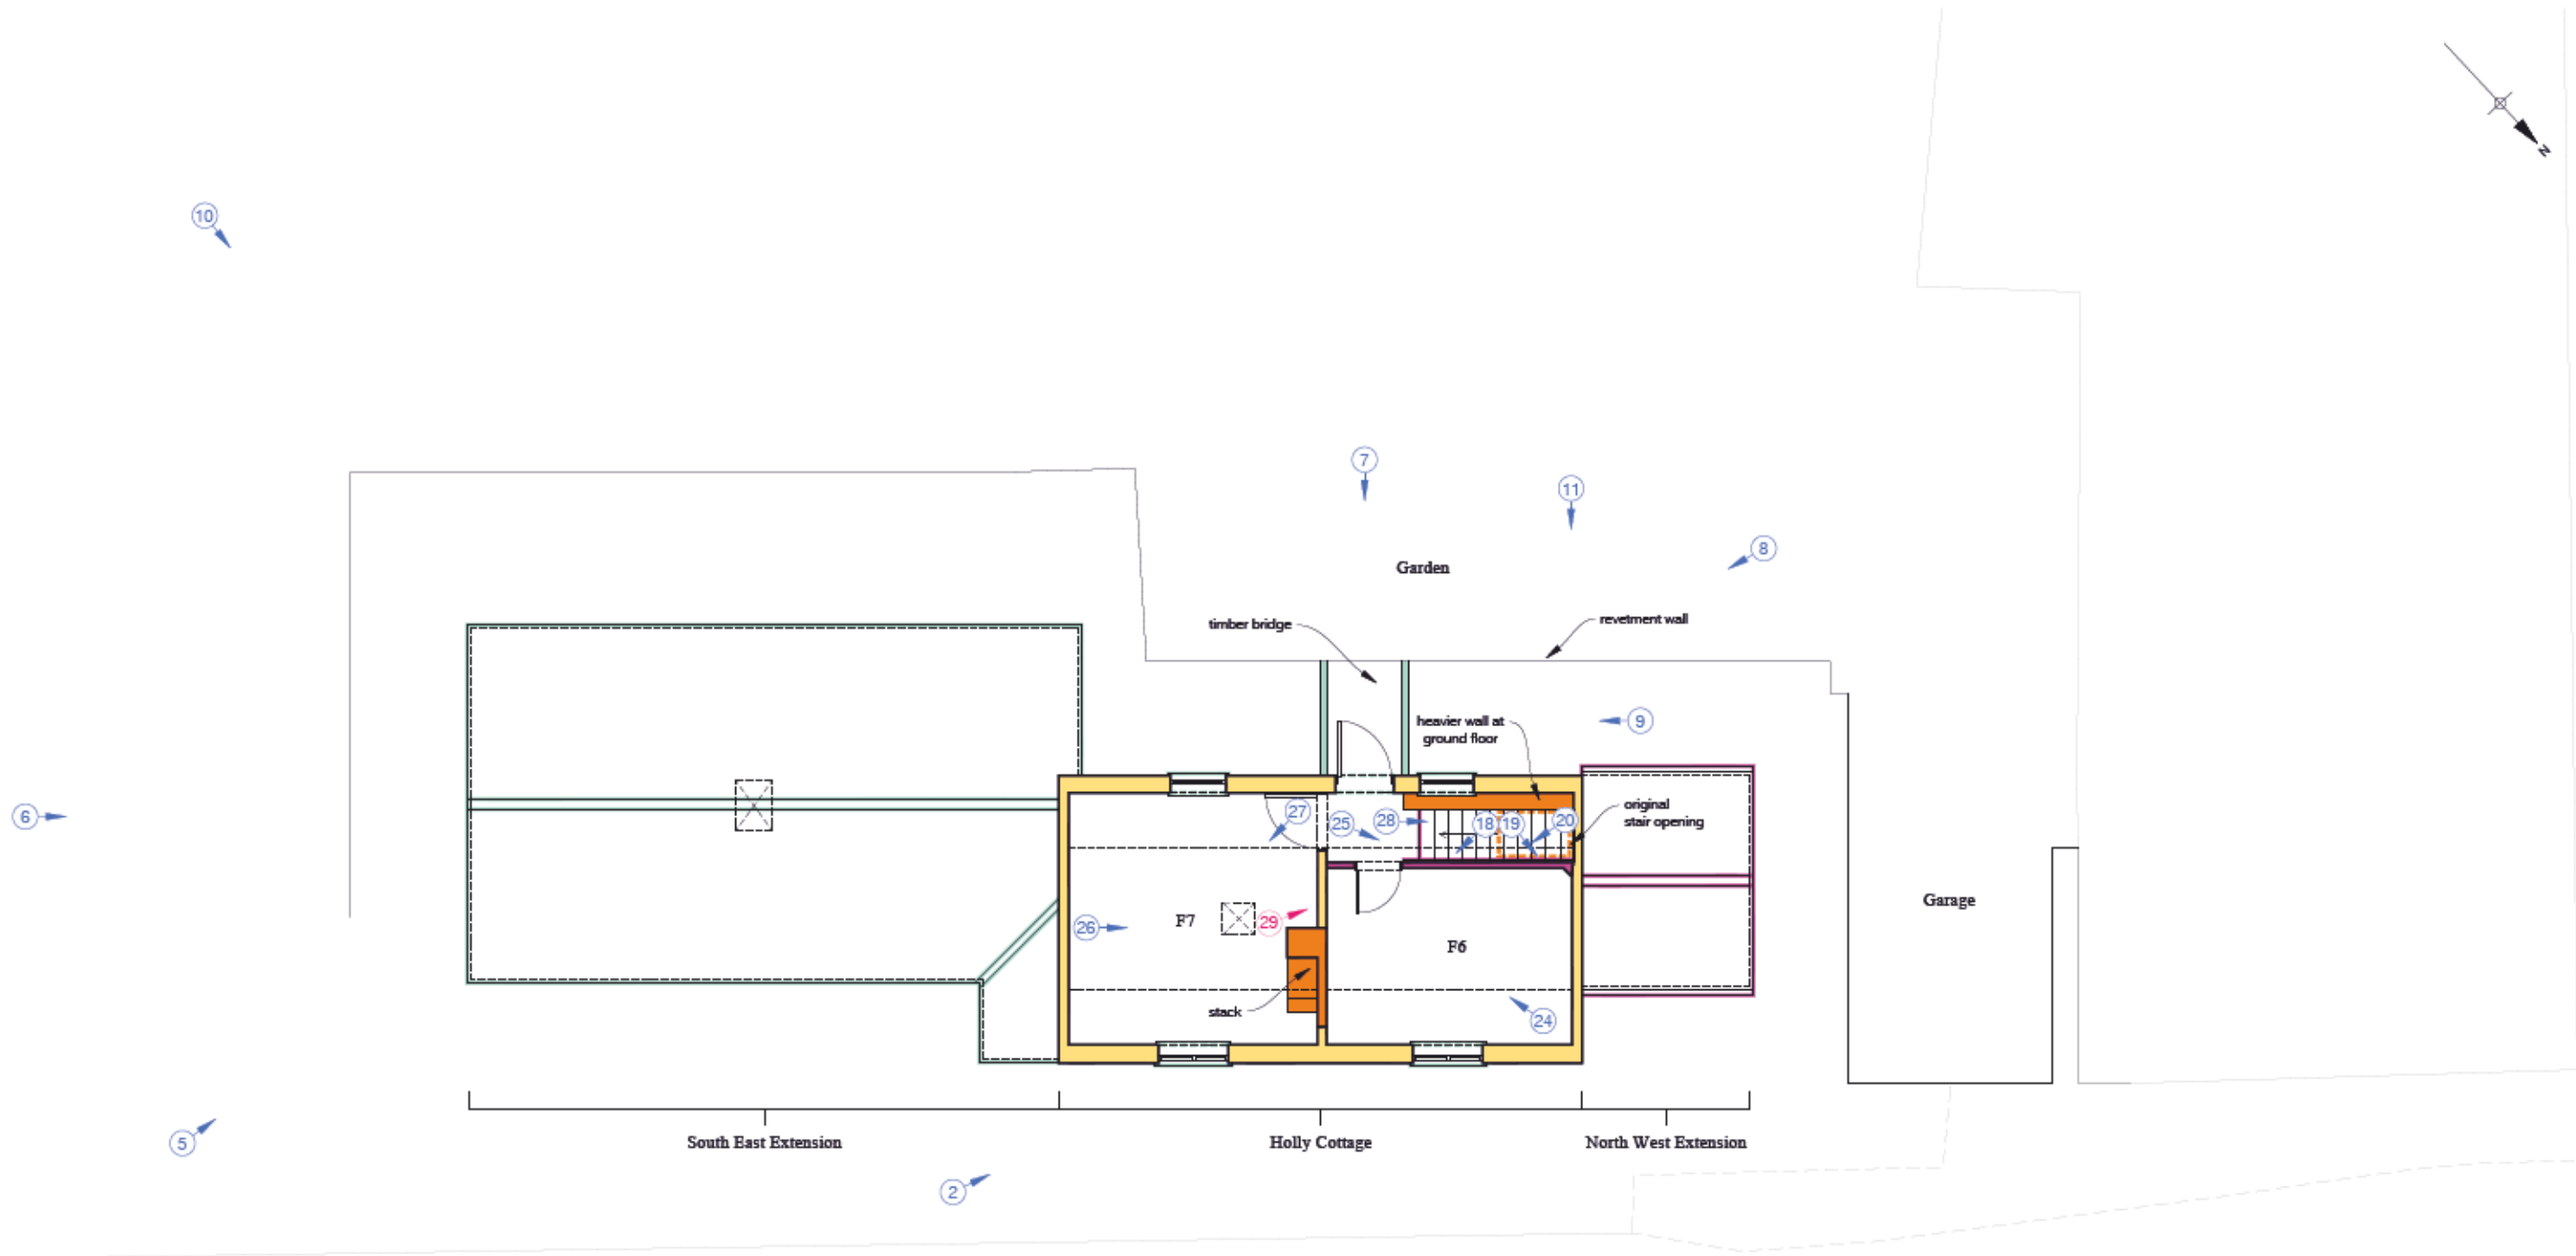 N
10
7
11
8
Garden
timber bridge
revetment wall
9
heavier wall at
ground floor
6
27
25
28
18
19
20
original
stair opening
Garage
26
F7
29
F6
stack
24
5
South East Extension
Holly Cottage
North West Extension
2